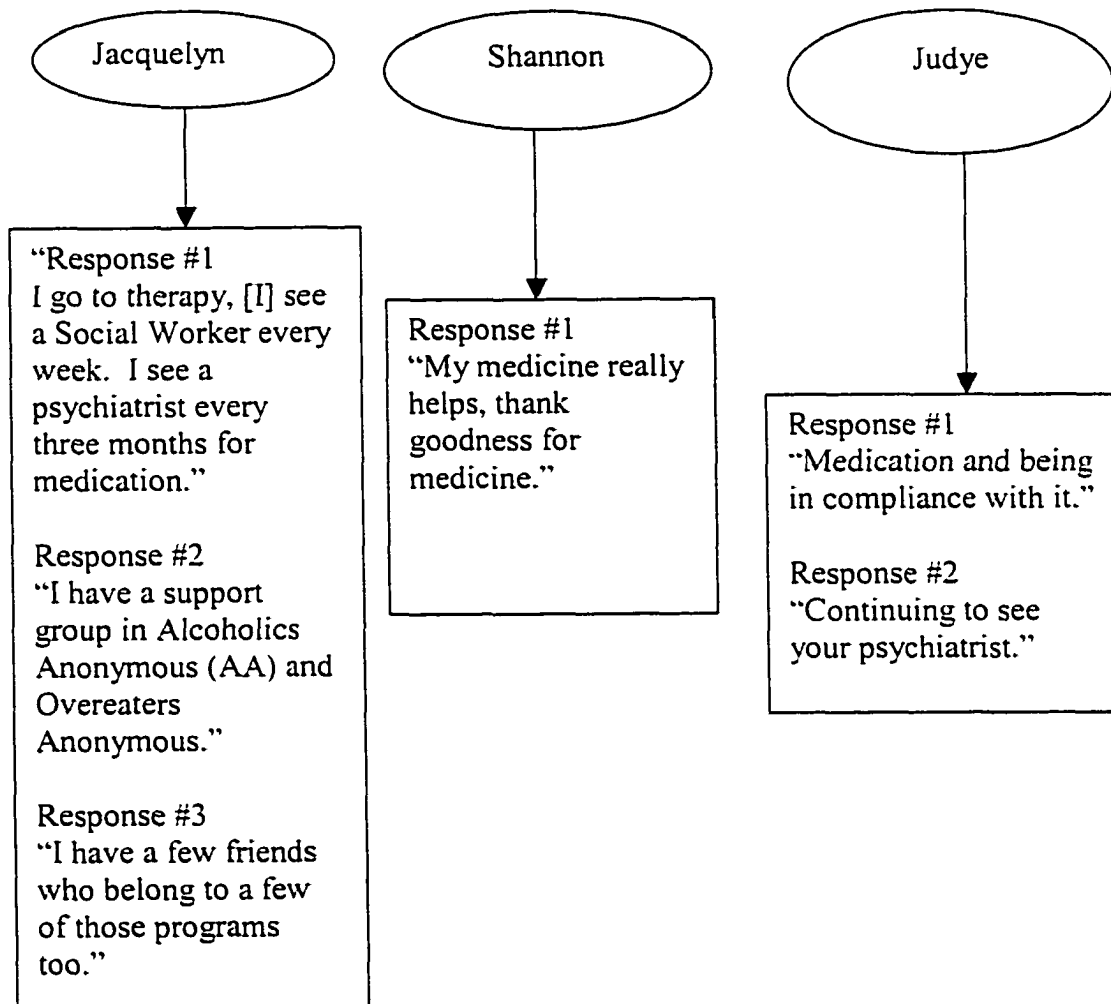 Jacquelyn
Shannon
Judye
“Response #1
I go to therapy, [I] see
a Social Worker every
week. I see a
psychiatrist every
three months for
medication.”
Response #2
“I have a support
group in Alcoholics
Anonymous (AA) and
Overeaters
Anonymous.”
Response #3
“I have a few friends
who belong to a few
of those programs
too.”
Response #1
“My medicine really
helps, thank
goodness for
medicine.”
Response #1
“Medication and being
in compliance with it.”
Response #2
“Continuing to see
your psychiatrist.”